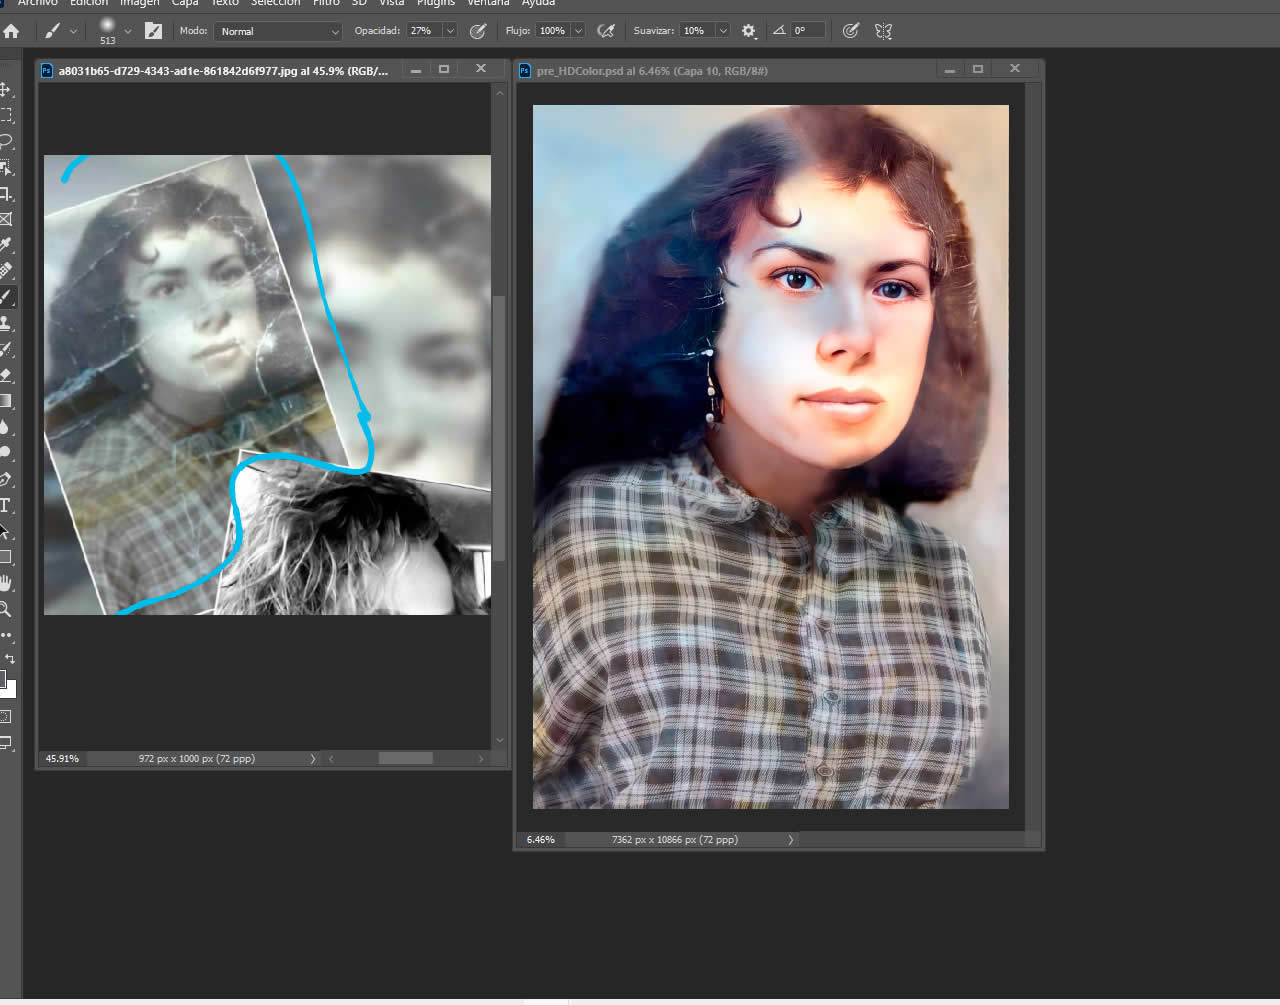 Archivo Edición Imagen Capa Texto Selección Filtro 3D Vista Plugins Ventana Ayuda
513 Modo: Normal Opacidad: 27% Flujo: 100% Suavizar: 10% 0°
Ps a8031b65-d729-4343-ad1e-861842d6f977.jpg al 45.9% (RGB/...
Ps pre_HDColor.psd al 6.46% (Capa 10, RGB/8#)
45.91% 972 px x 1000 px (72 ppp)
6.46% 7362 px x 10866 px (72 ppp)